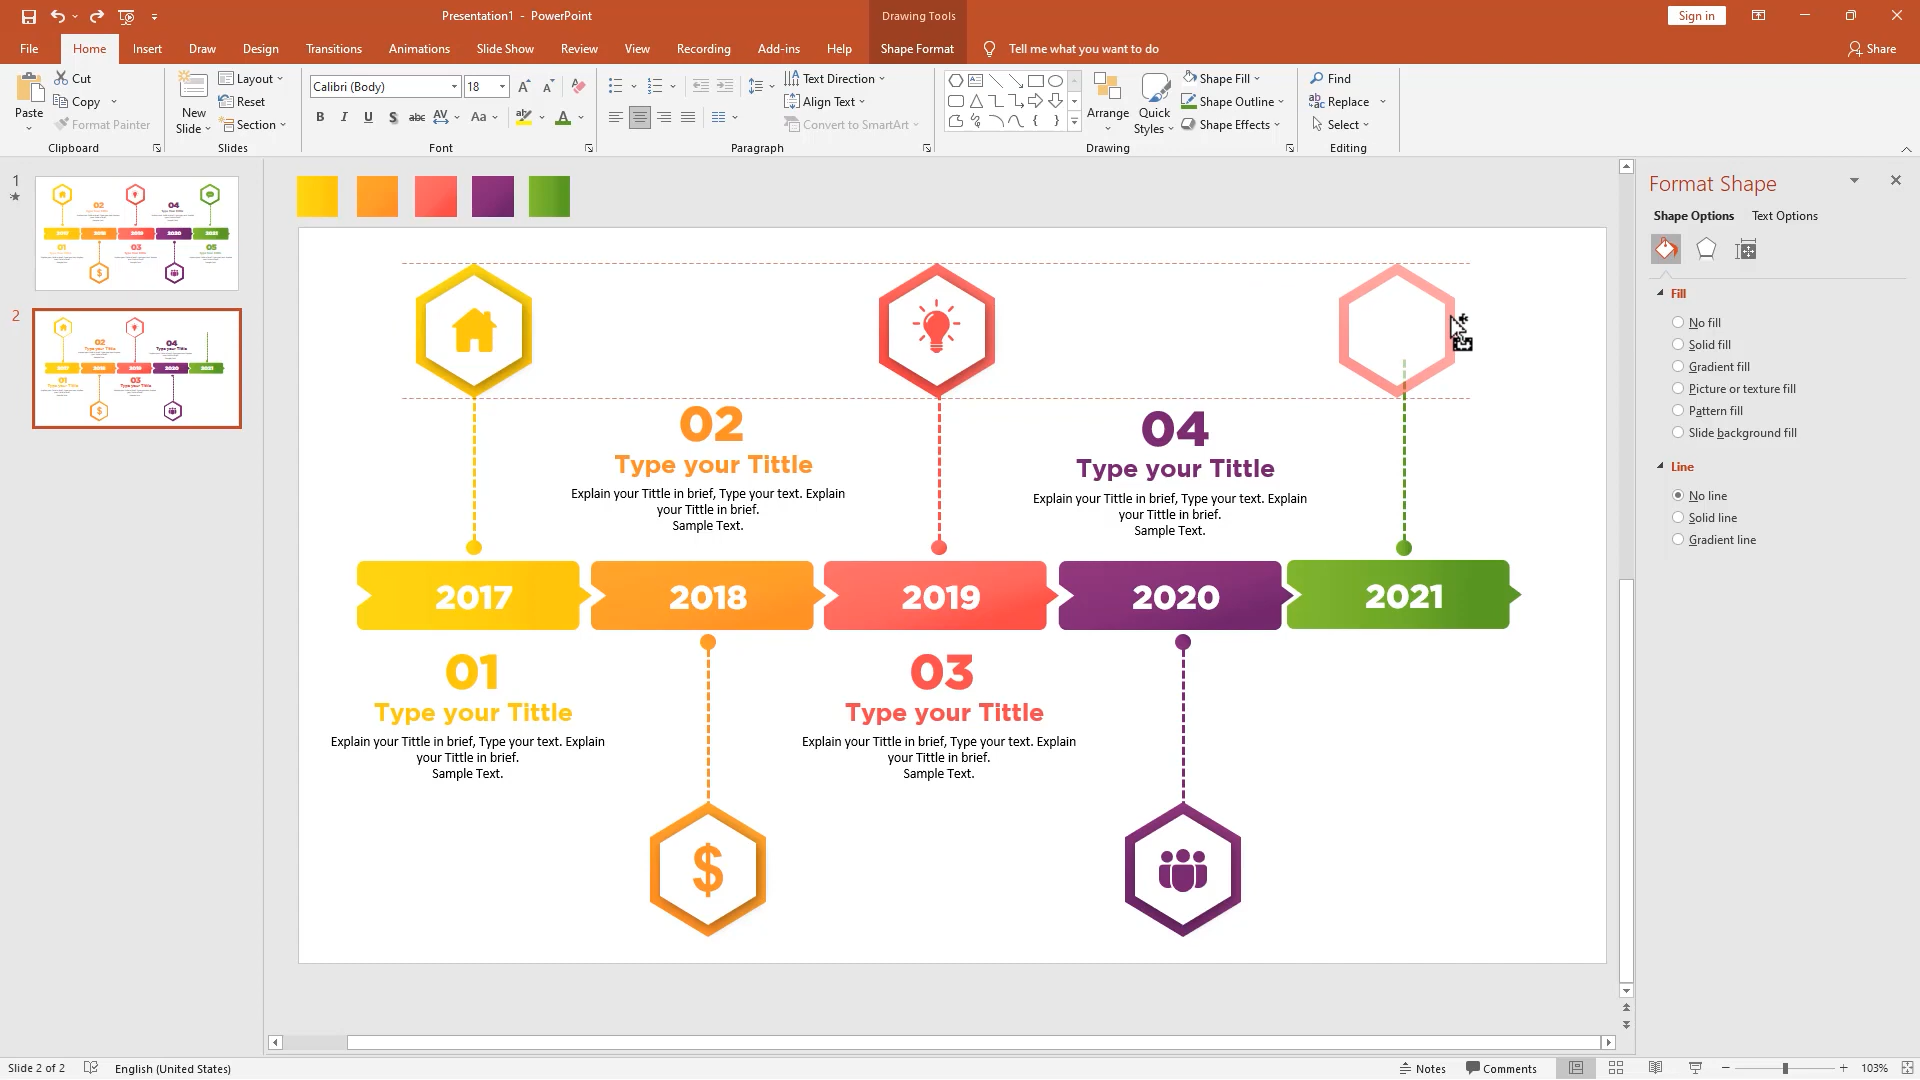 Presentation1 - PowerPoint
Drawing Tools
Sign in
File
Home
Insert
Draw
Design
Transitions
Animations
Slide Show
Review
View
Recording
Add-ins
Help
Shape Format
Tell me what you want to do
Share
Paste
Cut
Copy
Format Painter
Clipboard
New Slide
Layout
Reset
Section
Slides
Calibri (Body)
18
B I U S abc AV Aa A
Font
Text Direction
Align Text
Convert to SmartArt
Paragraph
Arrange
Quick Styles
Shape Fill
Shape Outline
Shape Effects
Drawing
Find
Replace
Select
Editing
1
2
02
Type your Tittle
Explain your Tittle in brief, Type your text. Explain
your Tittle in brief.
Sample Text.
04
Type your Tittle
Explain your Tittle in brief, Type your text. Explain
your Tittle in brief.
Sample Text.
2017
2018
2019
2020
2021
01
Type your Tittle
Explain your Tittle in brief, Type your text. Explain
your Tittle in brief.
Sample Text.
03
Type your Tittle
Explain your Tittle in brief, Type your text. Explain
your Tittle in brief.
Sample Text.
$
Format Shape
Shape Options
Text Options
Fill
No fill
Solid fill
Gradient fill
Picture or texture fill
Pattern fill
Slide background fill
Line
No line
Solid line
Gradient line
Slide 2 of 2
English (United States)
Notes
Comments
103%